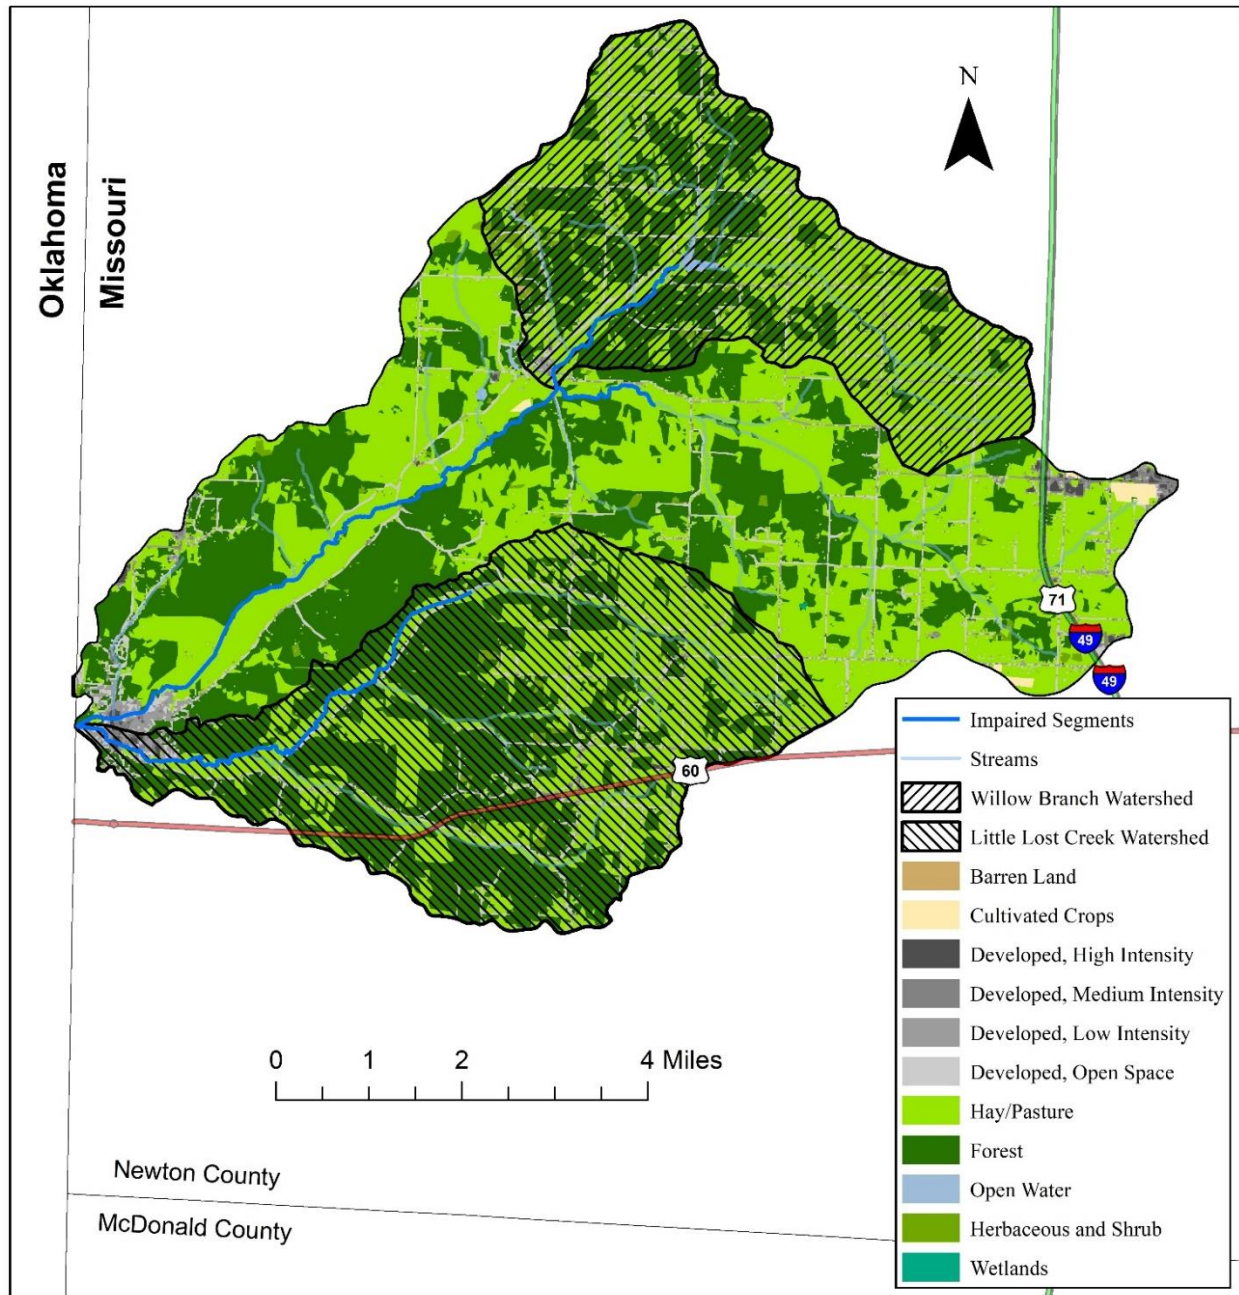 N
Oklahoma
Missouri
71
49
49
60
Impaired Segments
Streams
Willow Branch Watershed
Little Lost Creek Watershed
Barren Land
Cultivated Crops
Developed, High Intensity
Developed, Medium Intensity
Developed, Low Intensity
Developed, Open Space
Hay/Pasture
Forest
Open Water
Herbaceous and Shrub
Wetlands
0 1 2 4 Miles
Newton County
McDonald County